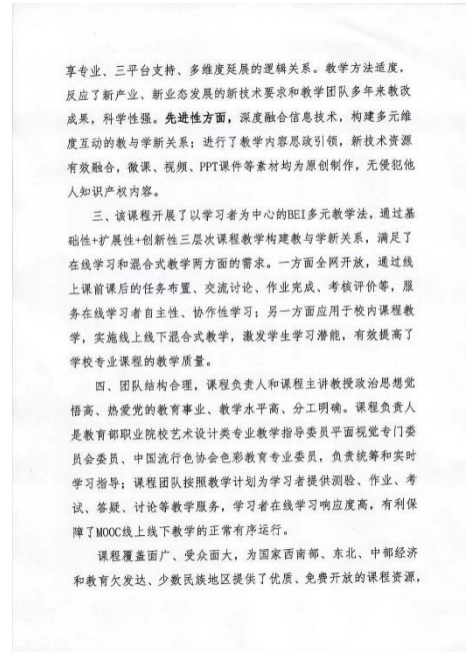 享专业、三平台支持、多维度延展的逻辑关系。教学方法适度，
反应了新产业、新业态发展的新技术要求和教学团队多年来教改
成果，科学性强。先进性方面，深度融合信息技术，构建多元维
度互动的教与学新关系；进行了教学内容思政引领，新技术资源
有效融合，微课、视频、PPT课件等素材均为原创制作，无侵犯他
人知识产权内容。
三、该课程开展了以学习者为中心的BEI多元教学法，通过基
础性+扩展性+创新性三层次课程教学构建教与学新关系，满足了
在线学习和混合式教学两方面的需求。一方面全网开放，通过线
上课前课后的任务布置、交流讨论、作业完成、考核评价等，服
务在线学习者自主性、协作性学习；另一方面应用于校内课程教
学，实施线上线下混合式教学，激发学生学习潜能，有效提高了
学校专业课程的教学质量。
四、团队结构合理，课程负责人和课程主讲教授政治思想觉
悟高、热爱党的教育事业、教学水平高、分工明确。课程负责人
是教育部职业院校艺术设计类专业教学指导委员平面视觉专门委
员会委员、中国流行色协会色彩教育专业委员，负责统筹和实时
学习指导；课程团队按照教学计划为学习者提供测验、作业、考
试、答疑、讨论等教学服务，学习者在线学习响应度高，有利保
障了MOOC线上线下教学的正常有序运行。
课程覆盖面广、受众面大，为国家西南部、东北、中部经济
和教育欠发达、少数民族地区提供了优质、免费开放的课程资源，